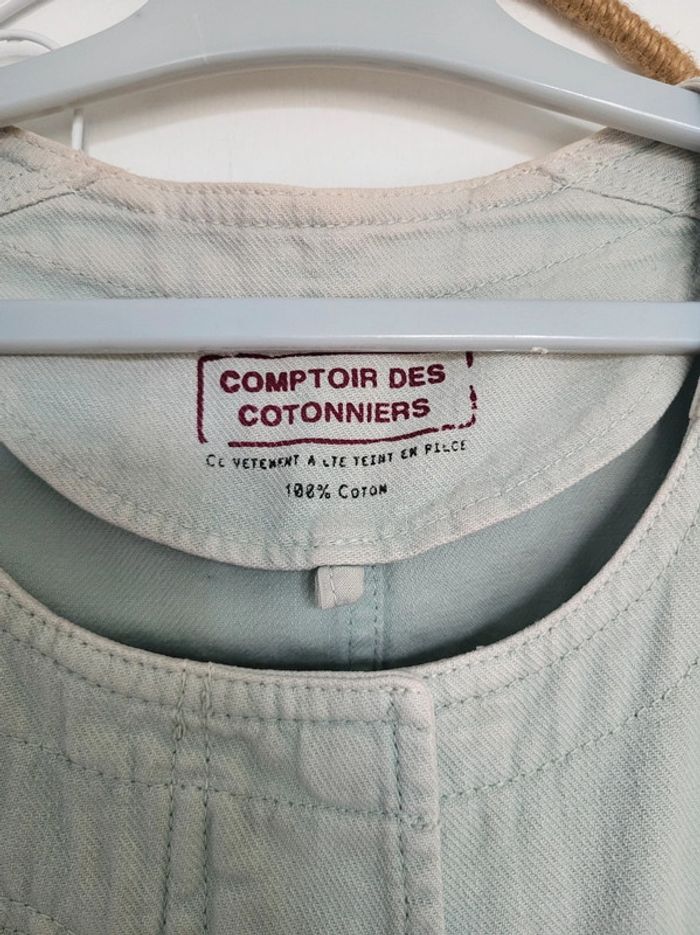 COMPTOIR DES
COTONNIERS
CE VETEMENT A ETE TEINT EN PIECE
100% COTON